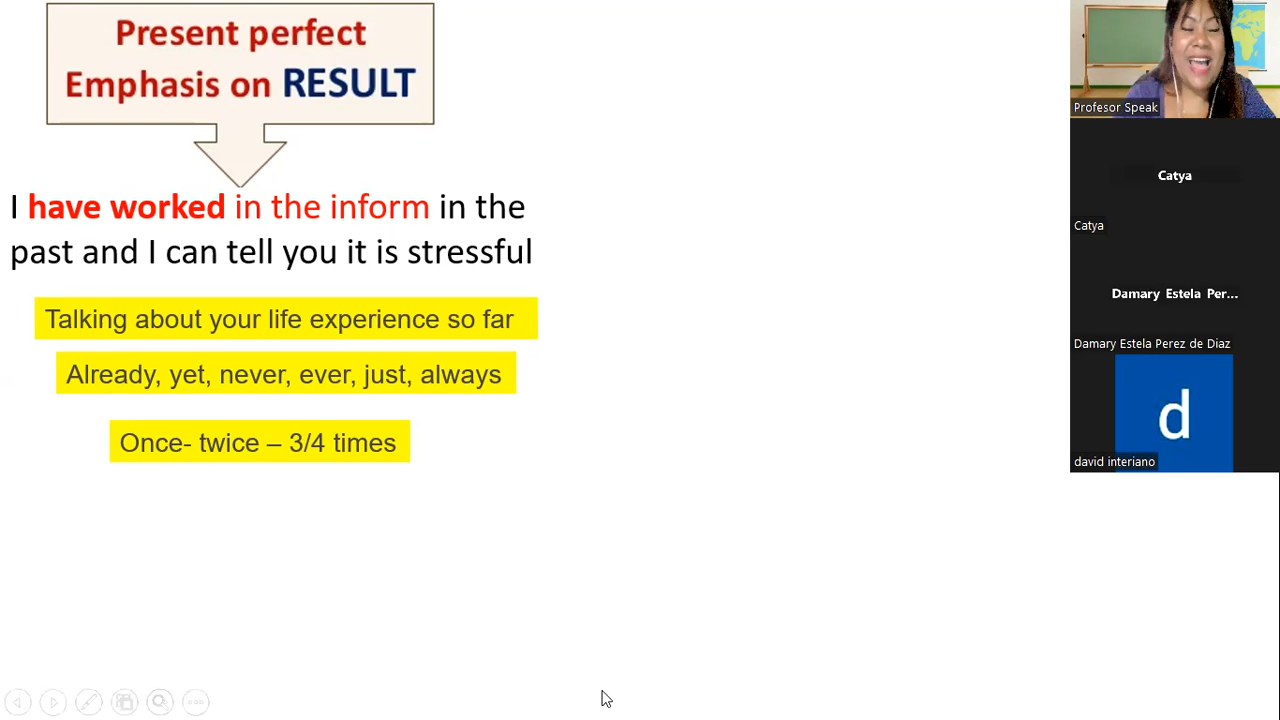 Present perfect
Emphasis on RESULT
I have worked in the inform in the
past and I can tell you it is stressful
Talking about your life experience so far
Already, yet, never, ever, just, always
Once- twice – 3/4 times
Profesor Speak
Catya
Catya
Damary Estela Per...
Damary Estela Perez de Diaz
d
david interiano